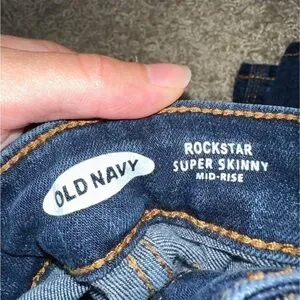 OLD NAVY
ROCKSTAR
SUPER SKINNY
MID-RISE